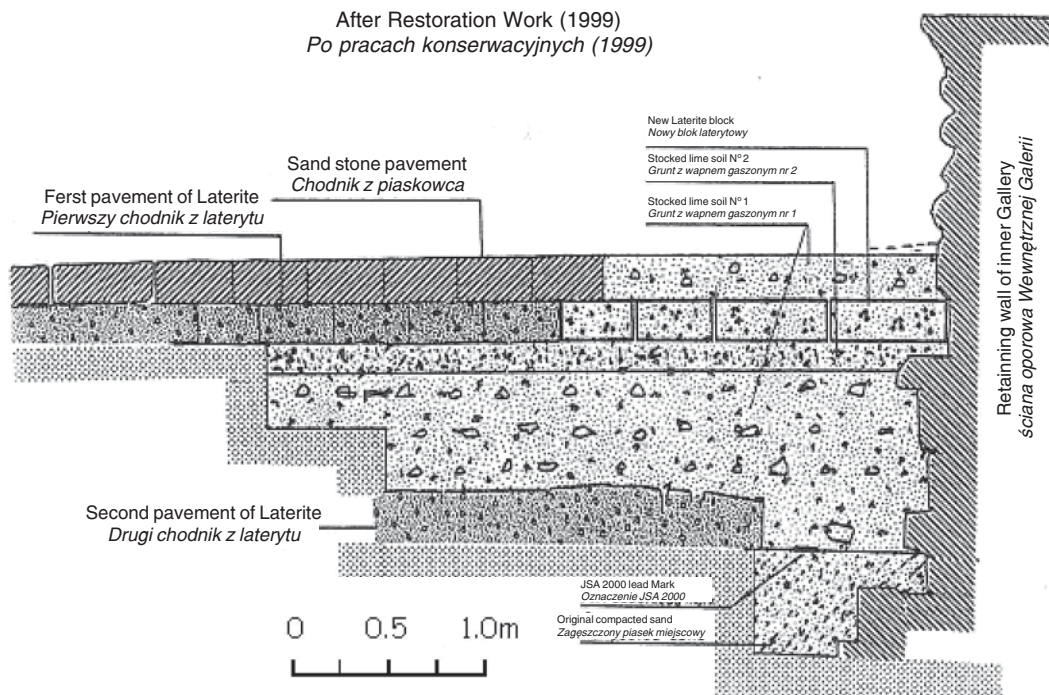 After Restoration Work (1999)
Po pracach konserwacyjnych (1999)
New Laterite block
Nowy blok laterytowy
Stocked lime soil Nº 2
Grunt z wapnem gaszonym nr 2
Stocked lime soil Nº 1
Grunt z wapnem gaszonym nr 1
Sand stone pavement
Chodnik z piaskowca
Ferst pavement of Laterite
Pierwszy chodnik z laterytu
Retanning wall of inner Gallery
ściana oporowa Wewnętrznej Galerii
Second pavement of Laterite
Drugi chodnik z laterytu
JSA 2000 lead Mark
Oznaczenie JSA 2000
Original compacted sand
Zagęszczony piasek miejscowy
0 0.5 1.0m